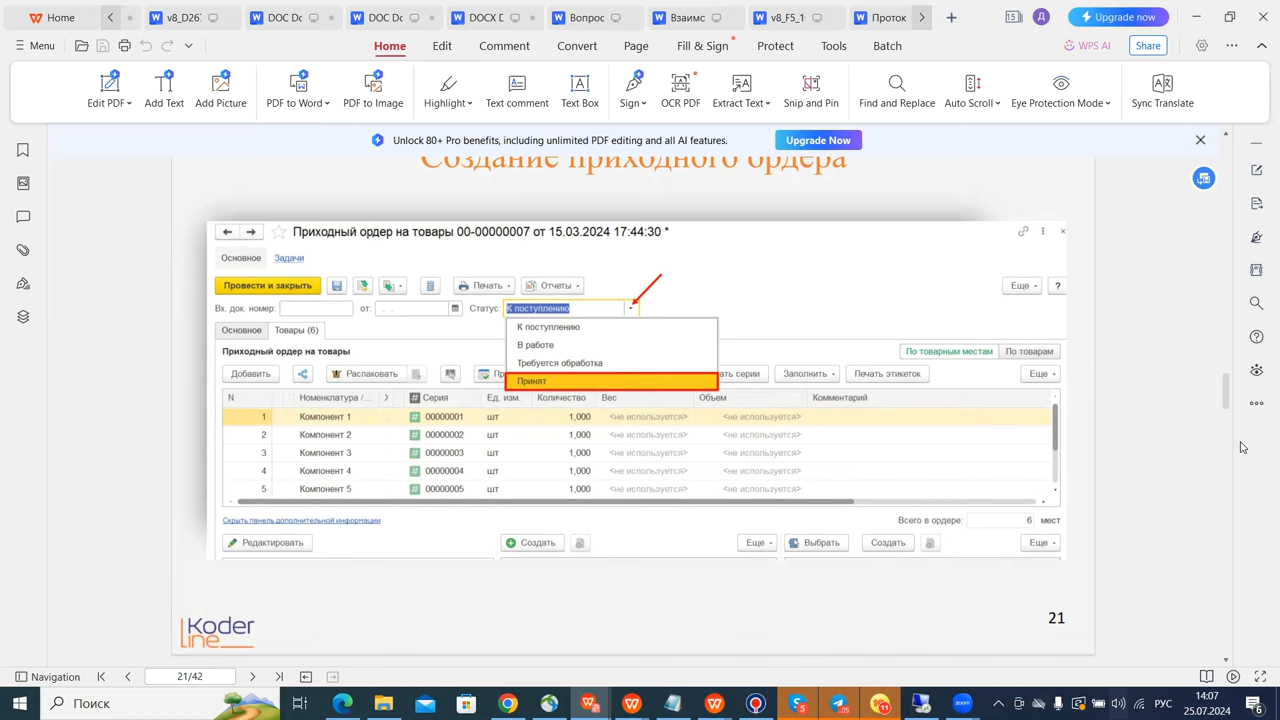 Home
v8_D26
DOC Do
DOC Do
DOCX D
Вопрос
Взаимс
v8_F5_1
Проток
15
Д
Upgrade now
Menu
Home
Edit
Comment
Convert
Page
Fill & Sign
Protect
Tools
Batch
WPS AI
Share
Edit PDF
Add Text
Add Picture
PDF to Word
PDF to Image
Highlight
Text comment
Text Box
Sign
OCR PDF
Extract Text
Snip and Pin
Find and Replace
Auto Scroll
Eye Protection Mode
Sync Translate
Unlock 80+ Pro benefits, including unlimited PDF editing and all AI features.
Upgrade Now
Создание приходного ордера
Приходный ордер на товары 00-00000007 от 15.03.2024 17:44:30 *
Основное
Задачи
Провести и закрыть
Печать
Отчеты
Еще
?
Вх. док. номер:
от:
Статус:
К поступлению
К поступлению
В работе
Требуется обработка
Принят
Основное
Товары (6)
Приходный ордер на товары
По товарным местам
По товарам
Добавить
Распаковать
Пр
ать серии
Заполнить
Печать этикеток
Еще
N
Номенклатура /...
Х
Серия
Ед. изм.
Количество
Вес
Объем
Комментарий
1 Компонент 1 00000001 шт 1,000 <не используется> <не используется>
2 Компонент 2 00000002 шт 1,000 <не используется> <не используется>
3 Компонент 3 00000003 шт 1,000 <не используется> <не используется>
4 Компонент 4 00000004 шт 1,000 <не используется> <не используется>
5 Компонент 5 00000005 шт 1,000 <не используется> <не используется>
Скрыть панель дополнительной информации
Всего в ордере: 6 мест
Редактировать
Создать
Еще
Выбрать
Создать
Еще
Koder
line
21
Navigation
21/42
Поиск
РУС
14:07
25.07.2024